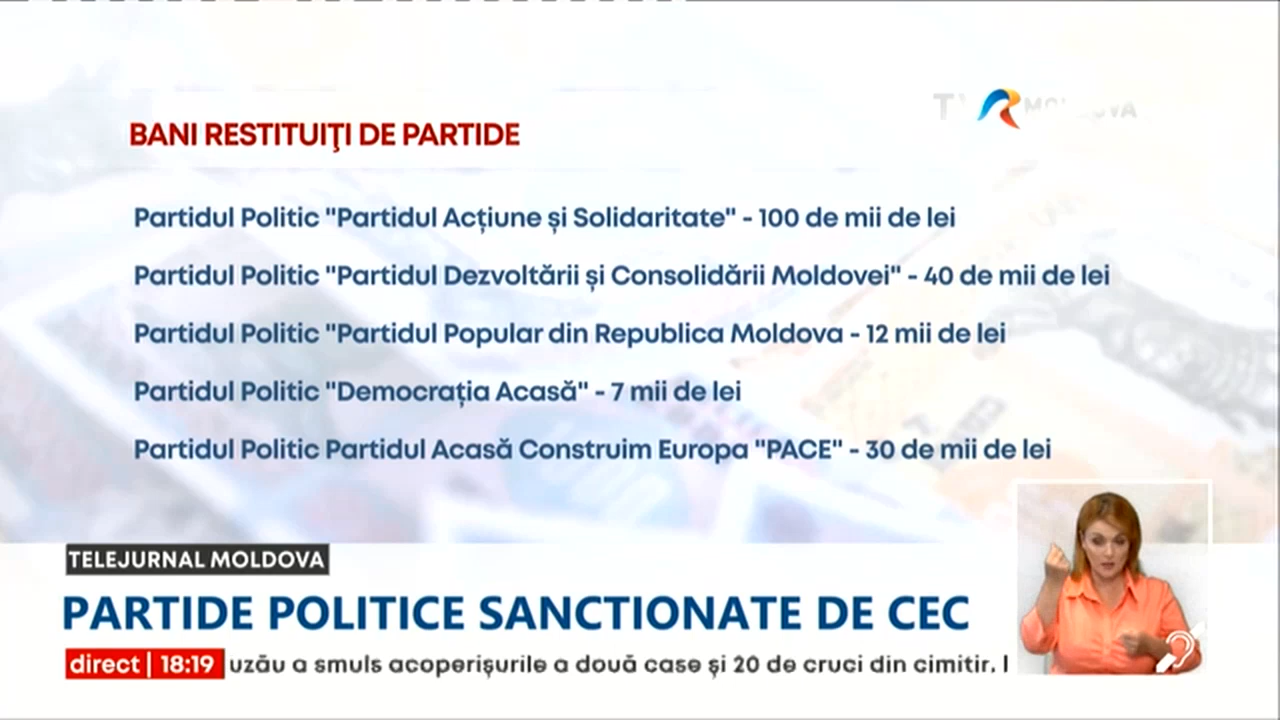 TV MOLDOVA
BANI RESTITUIŢI DE PARTIDE
Partidul Politic "Partidul Acțiune și Solidaritate" - 100 de mii de lei
Partidul Politic "Partidul Dezvoltării și Consolidării Moldovei" - 40 de mii de lei
Partidul Politic "Partidul Popular din Republica Moldova - 12 mii de lei
Partidul Politic "Democrația Acasă" - 7 mii de lei
Partidul Politic Partidul Acasă Construim Europa "PACE" - 30 de mii de lei
TELEJURNAL MOLDOVA
PARTIDE POLITICE SANCTIONATE DE CEC
direct | 18:19 uzău a smuls acoperișurile a două case și 20 de cruci din cimitir.